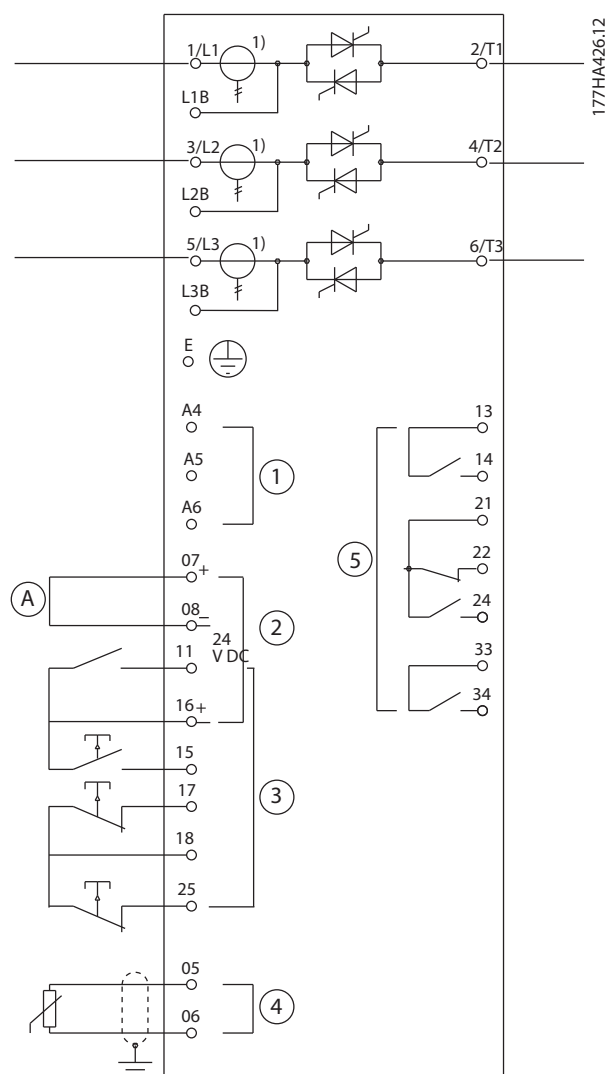 1/L1 1) 2/T1
177HA426.12
L1B
3/L2 1) 4/T2
L2B
5/L3 1) 6/T3
L3B
E
A4
A5
1
A6
13
14
21
5
22
24
33
34
07 +
A
08 –
2
24
V DC
11
16 +
15
3
17
18
25
05
4
06